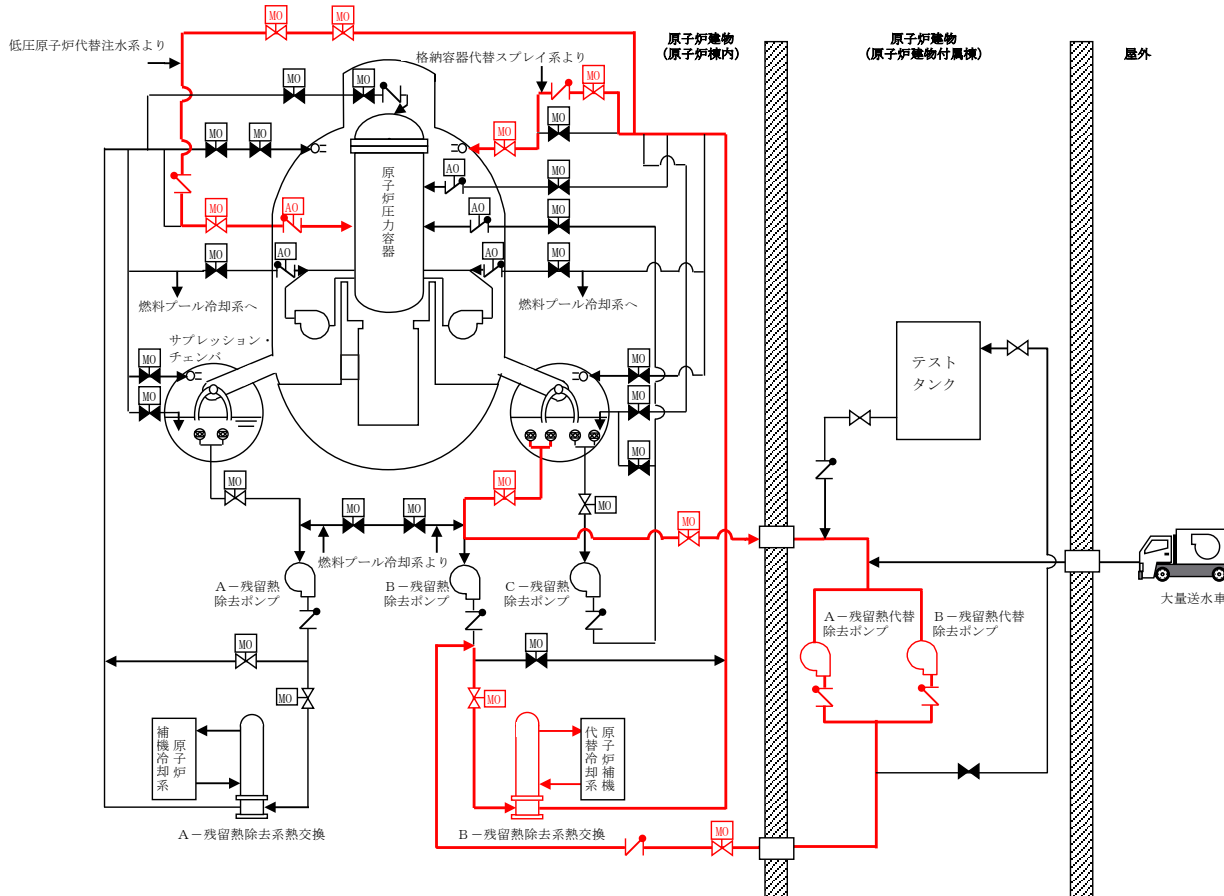 MO
MO
原子炉建物
(原子炉棟内)
原子炉建物
(原子炉建物付属棟)
屋外
低圧原子炉代替注水系より
格納容器代替スプレイ系より
MO
MO
MO
MO
MO
MO
MO
AO
MO
原子炉圧力容器
MO
AO
AO
MO
MO
AO
AO
MO
燃料プール冷却系へ
燃料プール冷却系へ
サプレッション・
チェンバ
MO
MO
MO
MO
MO
テスト
タンク
MO
MO
MO
MO
MO
MO
燃料プール冷却系より
A－残留熱
除去ポンプ
B－残留熱
除去ポンプ
C－残留熱
除去ポンプ
大量送水車
A－残留熱代替
除去ポンプ
B－残留熱代替
除去ポンプ
MO
MO
MO
MO
原子炉
補機冷却系
原子炉補機
代替冷却系
A－残留熱除去系熱交換
B－残留熱除去系熱交換
MO